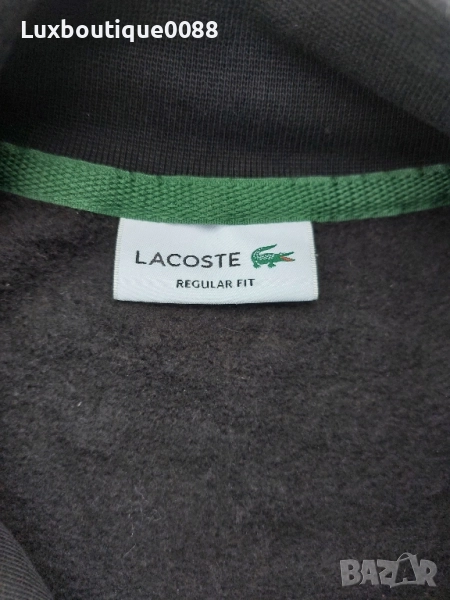 Luxboutique0088
LACOSTE
REGULAR FIT
BAZAR